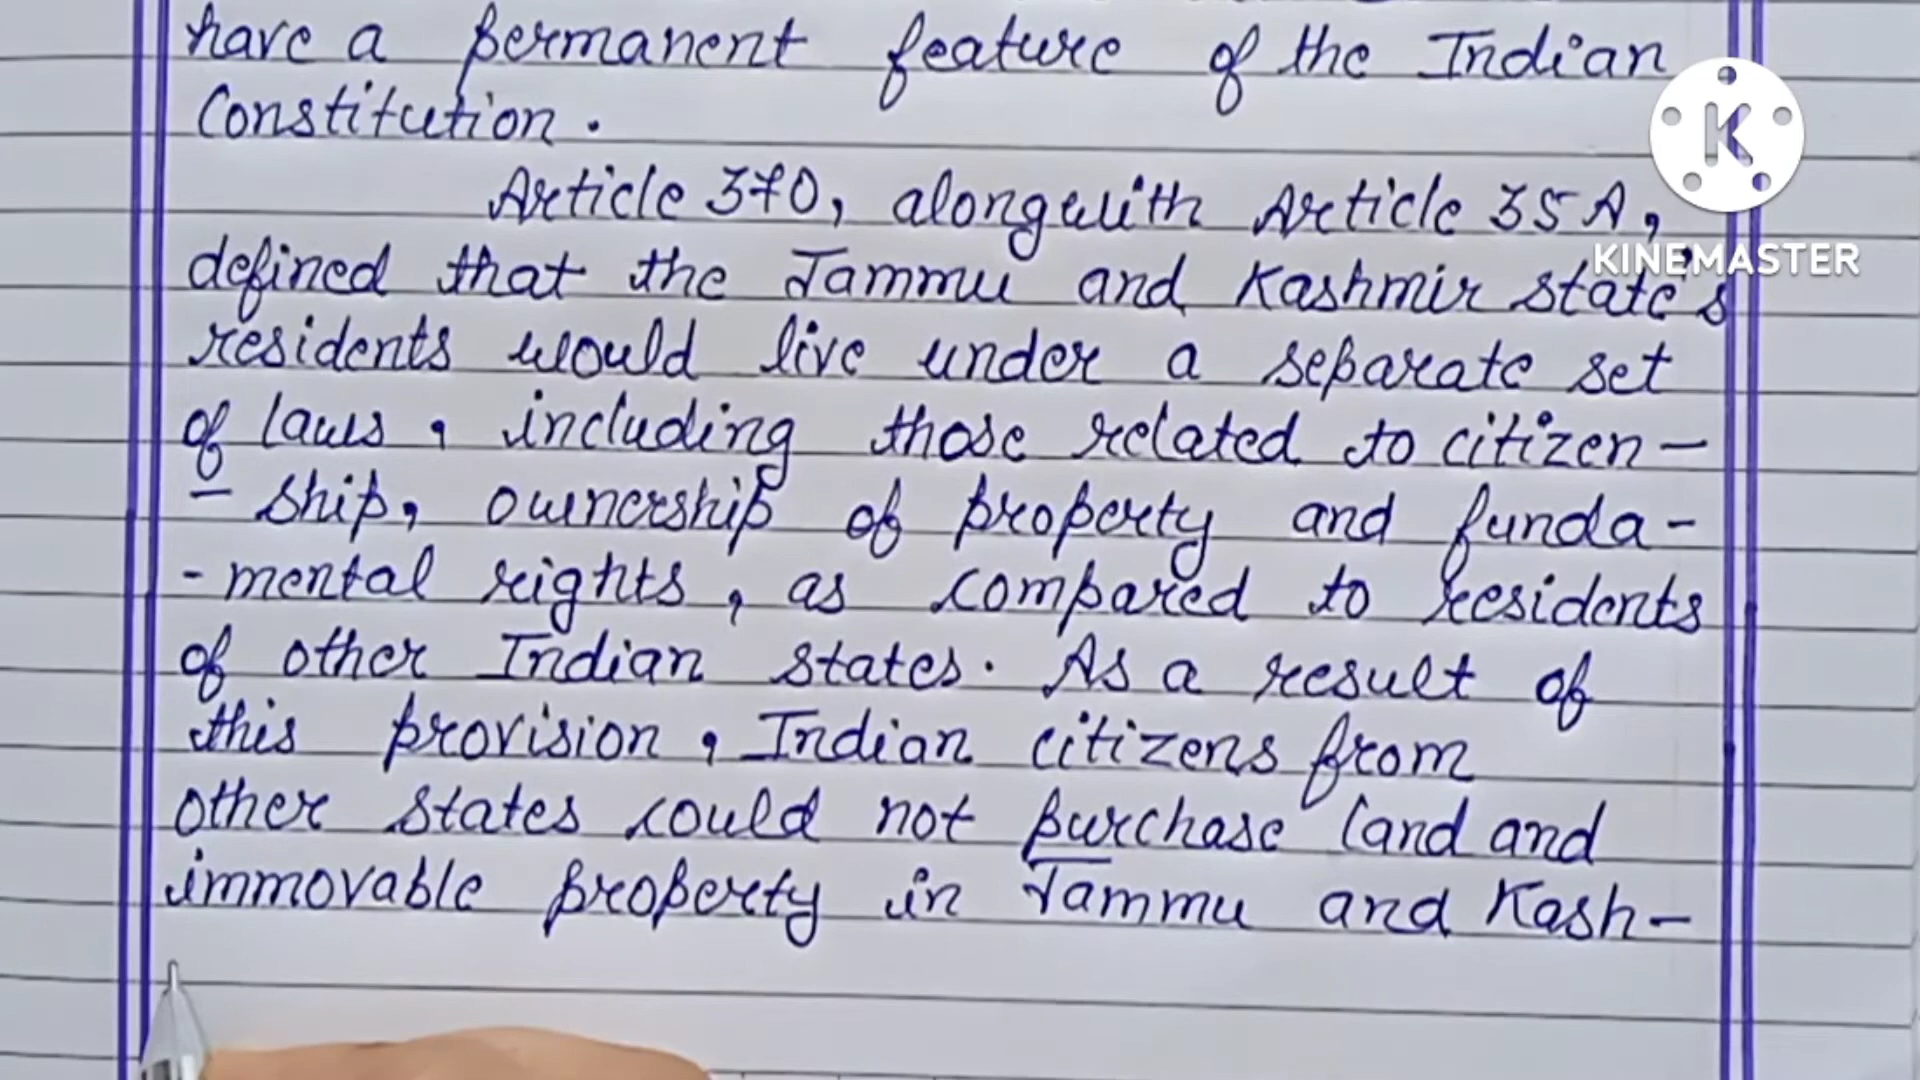 have a permanent feature of the Indian
Constitution.
Article 370, alongwith Article 35A,
defined that the Jammu and Kashmir state's
residents would live under a separate set
of laws, including those related to citizen-
- ship, ownership of property and funda-
- mental rights, as compared to residents
of other Indian states. As a result of
this provision, Indian citizens from
other states could not purchase land and
immovable property in Jammu and Kash-
K
KINEMASTER